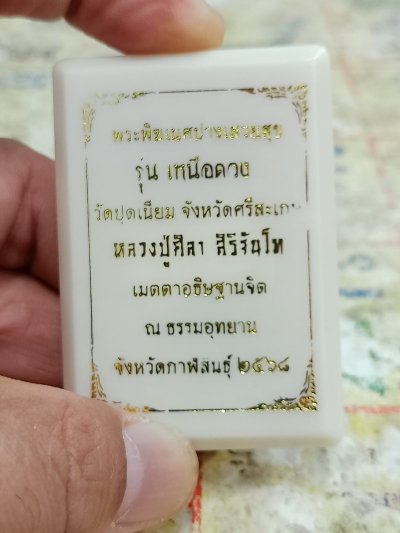 พระพิฆเนศปางเสวยสุข
รุ่น เหนือดวง
วัดปุดเนียม จังหวัดศรีสะเกษ
หลวงปู่ศิลา สิริจันโท
เมตตาอธิษฐานจิต
ณ ธรรมอุทยาน
จังหวัดกาฬสินธุ์ ๒๕๖๘